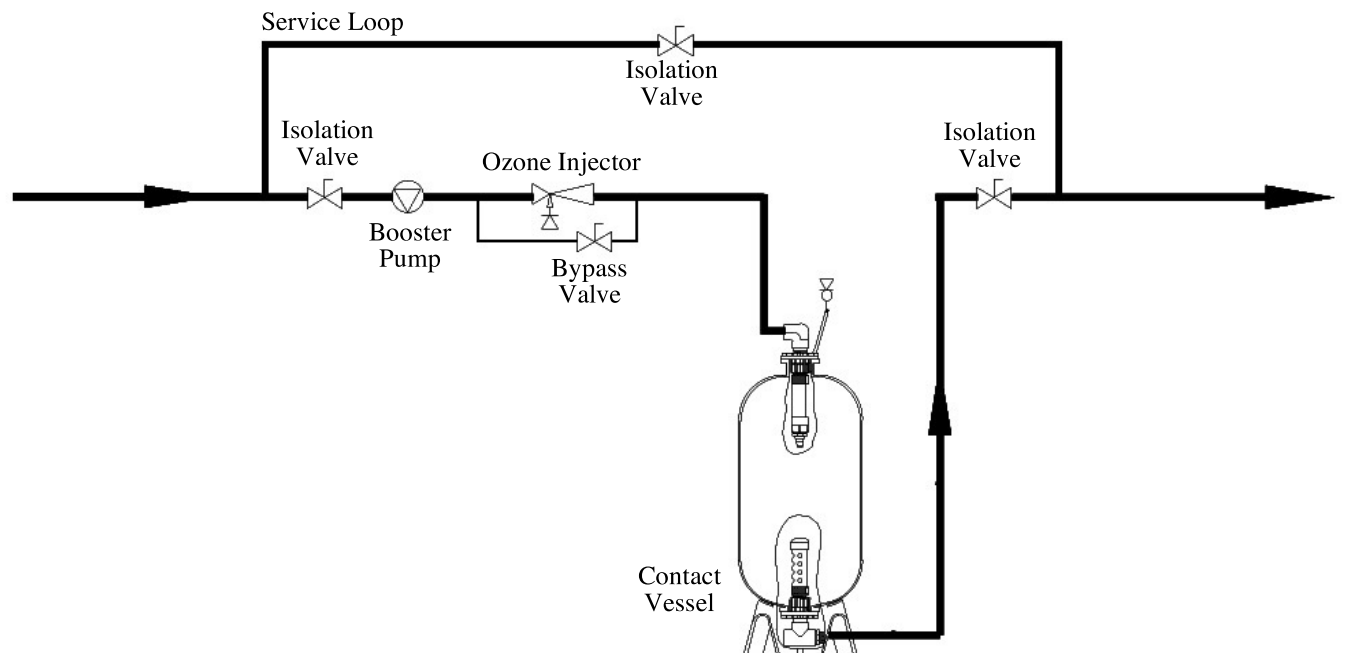 Service Loop
Isolation
Valve
Isolation
Valve
Isolation
Valve
Ozone Injector
Booster
Pump
Bypass
Valve
Contact
Vessel